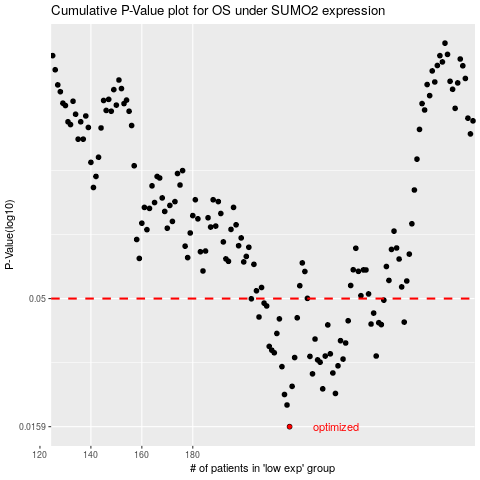 Cumulative P-Value plot for OS under SUMO2 expression
P-Value(log10)
0.05
0.0159
optimized
120 140 160 180
# of patients in 'low exp' group